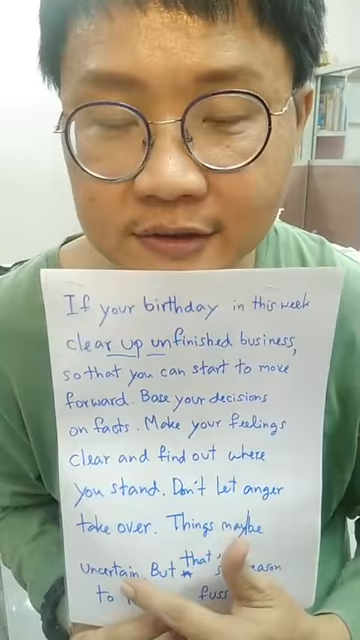 If your birthday in this week
clear up unfinished business,
so that you can start to move
forward. Base your decisions
on facts. Make your feelings
clear and find out where
you stand. Don't let anger
take over. Things maybe
uncertain. But that
to fuss